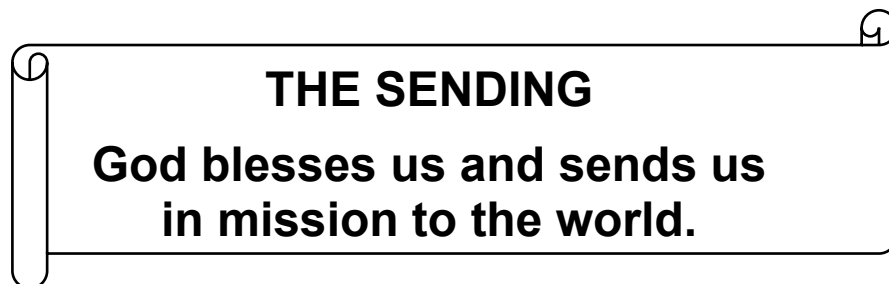 THE SENDING
God blesses us and sends us
in mission to the world.